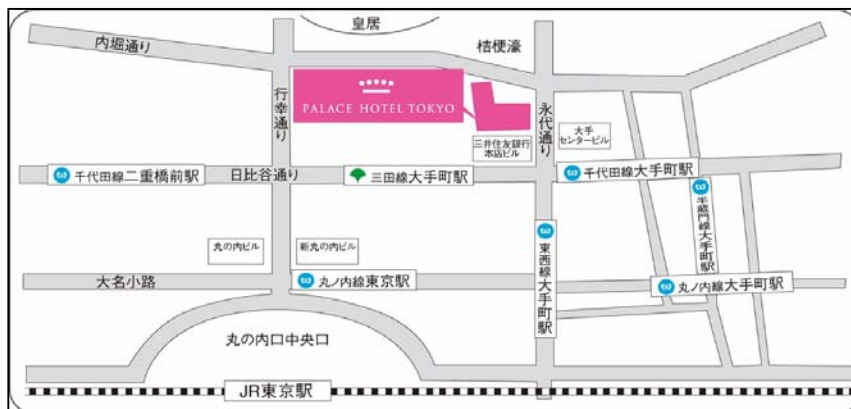 皇居
桔梗濠
内堀通り
行幸通り
PALACE HOTEL TOKYO
永代通り
三井住友銀行
本店ビル
大手
センタービル
千代田線二重橋前駅
日比谷通り
三田線大手町駅
千代田線大手町駅
半蔵門線大手町駅
丸の内ビル
新丸の内ビル
東西線大手町駅
大名小路
丸ノ内線東京駅
丸ノ内線大手町駅
丸の内口中央口
JR東京駅